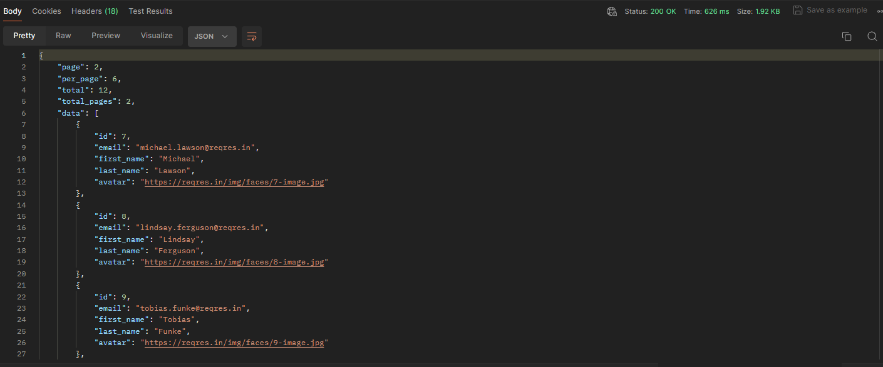 Body Cookies Headers (18) Test Results Status: 200 OK Time: 626 ms Size: 1.92 KB Save as example
Pretty Raw Preview Visualize JSON
1 {
2 "page": 2,
3 "per_page": 6,
4 "total": 12,
5 "total_pages": 2,
6 "data": [
7 {
8 "id": 7,
9 "email": "michael.lawson@reqres.in",
10 "first_name": "Michael",
11 "last_name": "Lawson",
12 "avatar": "https://reqres.in/img/faces/7-image.jpg"
13 },
14 {
15 "id": 8,
16 "email": "lindsay.ferguson@reqres.in",
17 "first_name": "Lindsay",
18 "last_name": "Ferguson",
19 "avatar": "https://reqres.in/img/faces/8-image.jpg"
20 },
21 {
22 "id": 9,
23 "email": "tobias.funke@reqres.in",
24 "first_name": "Tobias",
25 "last_name": "Funke",
26 "avatar": "https://reqres.in/img/faces/9-image.jpg"
27 },